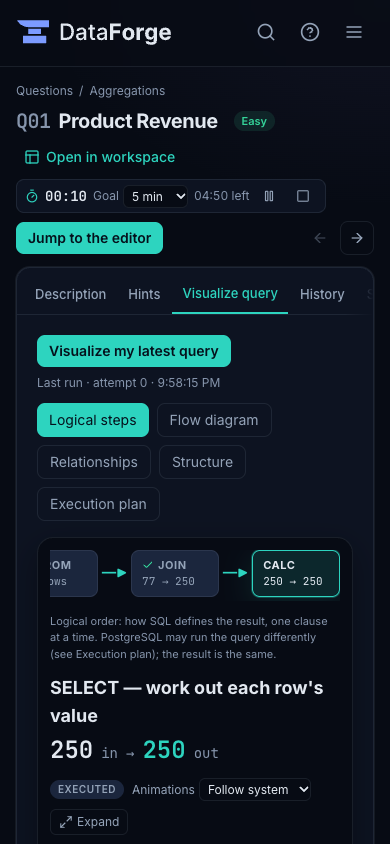 DataForge
Questions / Aggregations
Q01 Product Revenue Easy
Open in workspace
00:10 Goal 5 min 04:50 left
Jump to the editor
Description Hints Visualize query History
Visualize my latest query
Last run · attempt 0 · 9:58:15 PM
Logical steps Flow diagram
Relationships Structure
Execution plan
JOIN CALC
77 → 250 250 → 250
Logical order: how SQL defines the result, one clause
at a time. PostgreSQL may run the query differently
(see Execution plan); the result is the same.
SELECT — work out each row's
value
250 in → 250 out
EXECUTED Animations Follow system
Expand